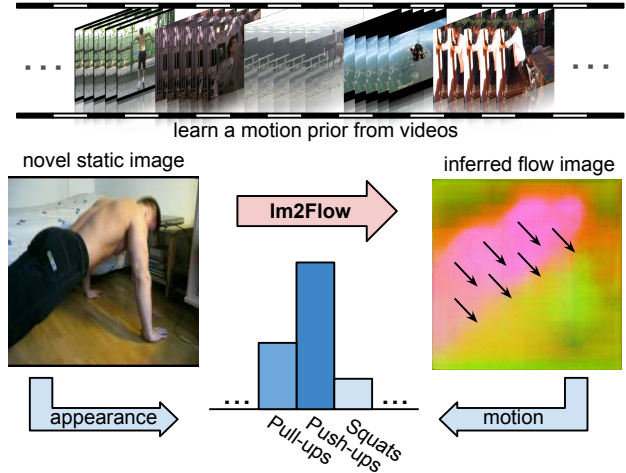 learn a motion prior from videos
novel static image
inferred flow image
Im2Flow
appearance
motion
Pull-ups
Push-ups
Squats